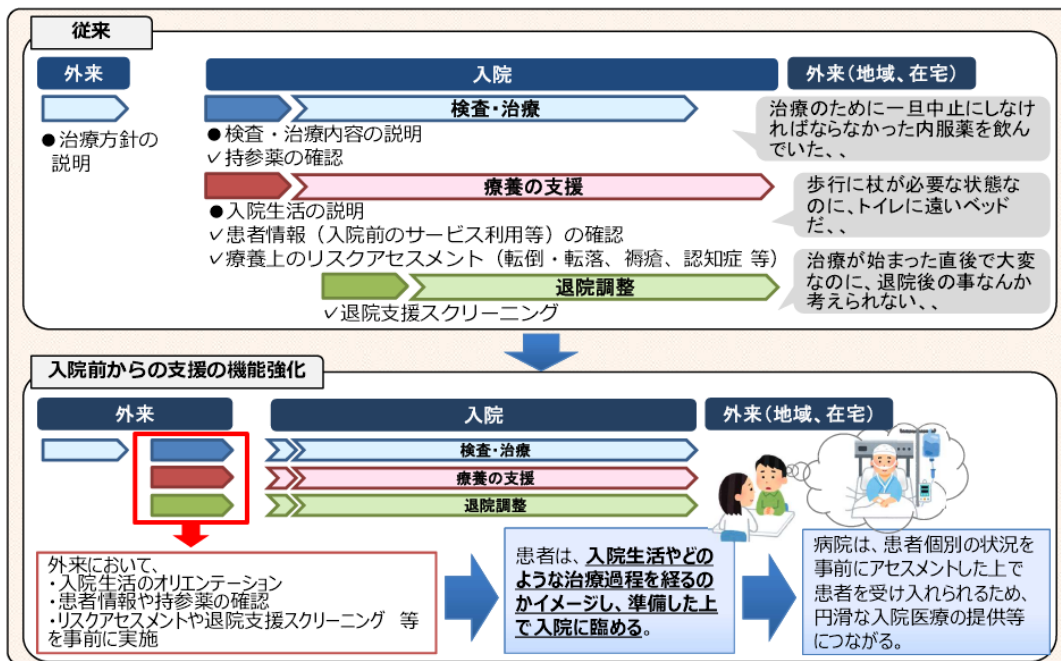 従来
外来
入院
外来（地域、在宅）
検査・治療
●治療方針の
説明
●検査・治療内容の説明
✓持参薬の確認
治療のために一旦中止にしなけ
ればならなかった内服薬を飲ん
でいた、、
療養の支援
●入院生活の説明
✓患者情報（入院前のサービス利用等）の確認
✓療養上のリスクアセスメント（転倒・転落、褥瘡、認知症 等）
歩行に杖が必要な状態な
のに、トイレに遠いベッド
だ、、
退院調整
✓退院支援スクリーニング
治療が始まった直後で大変
なのに、退院後の事なんか
考えられない、、
入院前からの支援の機能強化
外来
入院
外来（地域、在宅）
検査・治療
療養の支援
退院調整
外来において、
・入院生活のオリエンテーション
・患者情報や持参薬の確認
・リスクアセスメントや退院支援スクリーニング 等
を事前に実施
患者は、入院生活やどの
ような治療過程を経るの
かイメージし、準備した上
で入院に臨める。
病院は、患者個別の状況を
事前にアセスメントした上で
患者を受け入れられるため、
円滑な入院医療の提供等
につながる。